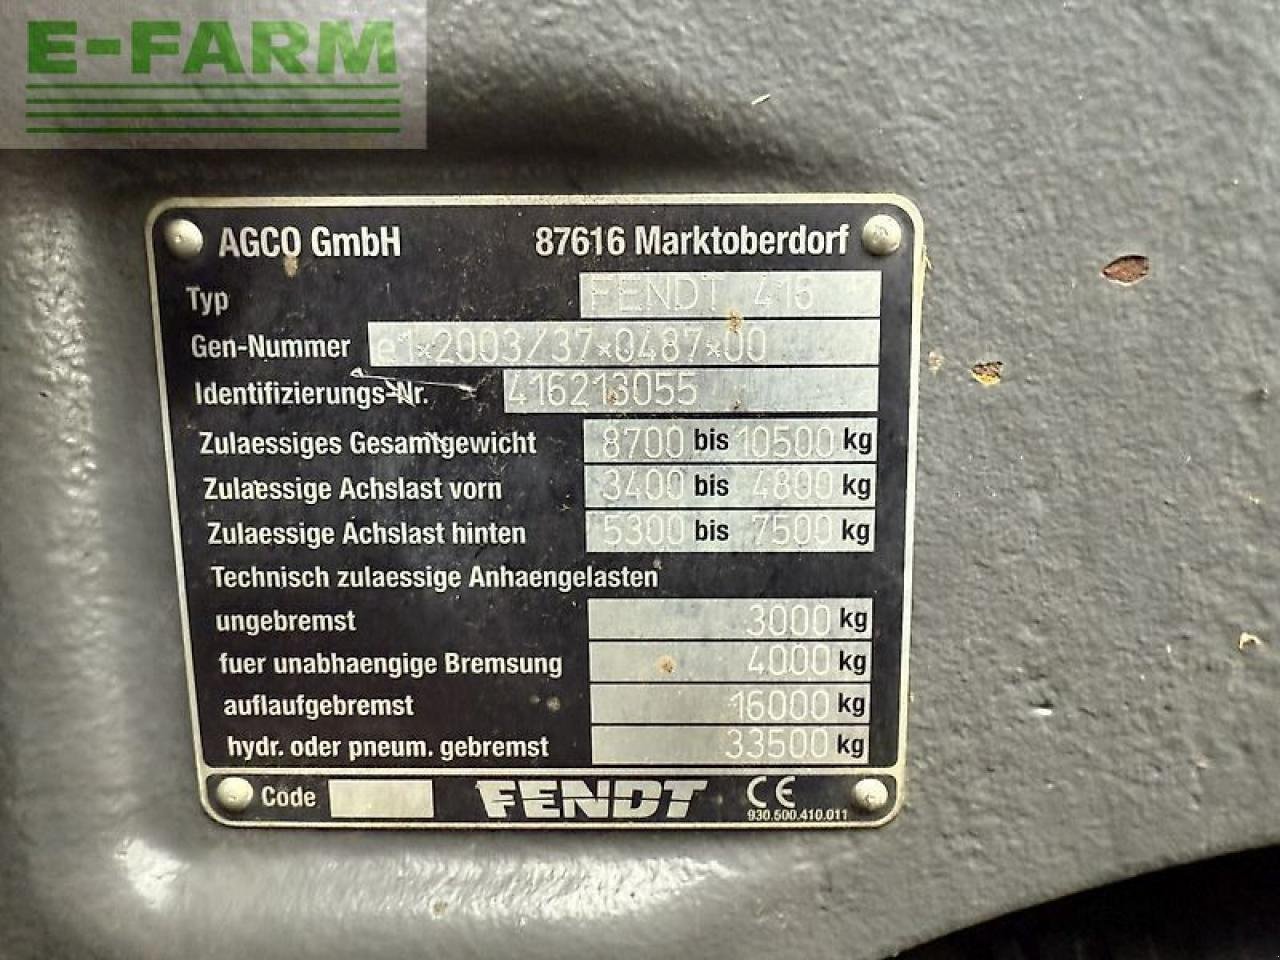 E-FARM
AGCO GmbH 87616 Marktoberdorf
Typ FENDT 416
Gen-Nummer e1*2003/37*0487*00
Identifizierungs-Nr. 416213055
Zulaessiges Gesamtgewicht 8700 bis 10500 kg
Zulaessige Achslast vorn 3400 bis 4800 kg
Zulaessige Achslast hinten 5300 bis 7500 kg
Technisch zulaessige Anhaengelasten
ungebremst 3000 kg
fuer unabhaengige Bremsung 4000 kg
auflaufgebremst 16000 kg
hydr. oder pneum. gebremst 33500 kg
Code FENDT CE
930.500.410.011